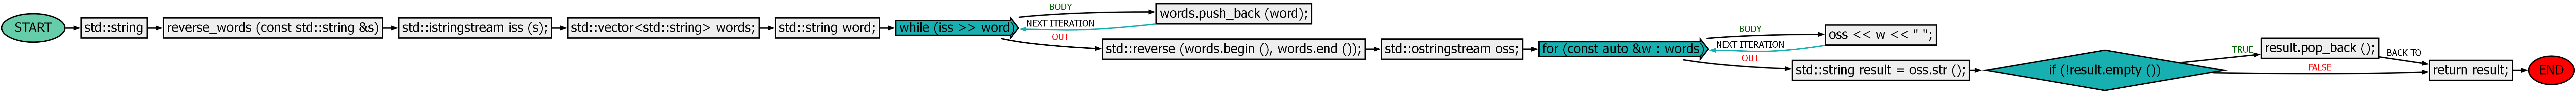 START
std::string
reverse_words (const std::string &s)
std::istringstream iss (s);
std::vector<std::string> words;
std::string word;
while (iss >> word)
BODY
words.push_back (word);
NEXT ITERATION
OUT
std::reverse (words.begin (), words.end ());
std::ostringstream oss;
for (const auto &w : words)
BODY
oss << w << " ";
NEXT ITERATION
OUT
std::string result = oss.str ();
if (!result.empty ())
TRUE
result.pop_back ();
BACK TO
FALSE
return result;
END